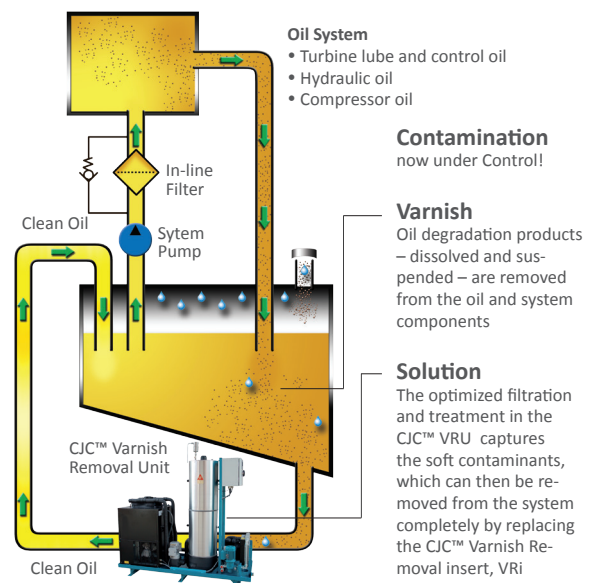 Oil System
• Turbine lube and control oil
• Hydraulic oil
• Compressor oil
Contamination
now under Control!
In-line
Filter
Clean Oil
Sytem
Pump
Varnish
Oil degradation products
– dissolved and sus-
pended – are removed
from the oil and system
components
Solution
The optimized filtration
and treatment in the
CJC™ VRU captures
the soft contaminants,
which can then be re-
moved from the system
completely by replacing
the CJC™ Varnish Re-
moval insert, VRi
CJC™ Varnish
Removal Unit
Clean Oil